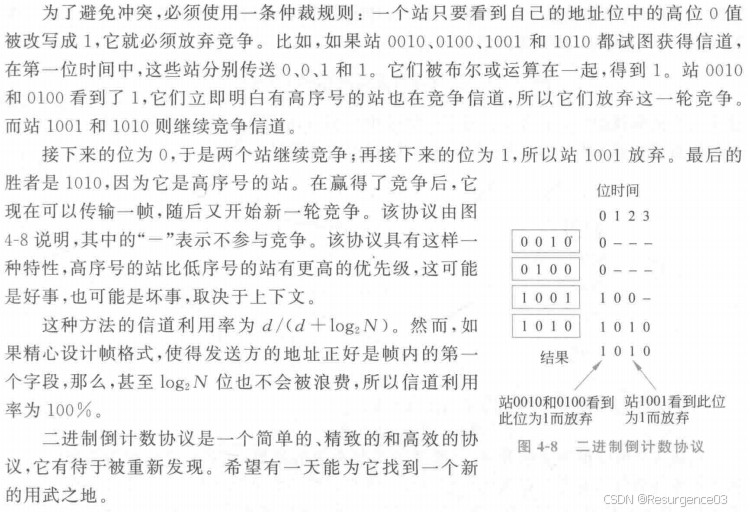 为了避免冲突,必须使用一条仲裁规则:一个站只要看到自己的地址位中的高位 0 值
被改写成 1,它就必须放弃竞争。比如,如果站 0010、0100、1001 和 1010 都试图获得信道,
在第一位时间中,这些站分别传送 0、0、1 和 1。它们被布尔或运算在一起,得到 1。站 0010
和 0100 看到了 1,它们立即明白有高序号的站也在竞争信道,所以它们放弃这一轮竞争。
而站 1001 和 1010 则继续竞争信道。
接下来的位为 0,于是两个站继续竞争;再接下来的位为 1,所以站 1001 放弃。最后的
胜者是 1010,因为它是高序号的站。在赢得了竞争后,它
现在可以传输一帧,随后又开始新一轮竞争。该协议由图
4-8 说明,其中的“－”表示不参与竞争。该协议具有这样一
种特性,高序号的站比低序号的站有更高的优先级,这可能
是好事,也可能是坏事,取决于上下文。
这种方法的信道利用率为 d/(d+log₂N)。然而,如
果精心设计帧格式,使得发送方的地址正好是帧内的第一
个字段,那么,甚至 log₂N 位也不会被浪费,所以信道利用
率为 100%。
二进制倒计数协议是一个简单的、精致的和高效的协
议,它有待于被重新发现。希望有一天能为它找到一个新
的用武之地。
位时间
0 1 2 3
0 0 1 0 0 - - -
0 1 0 0 0 - - -
1 0 0 1 1 0 0 -
1 0 1 0 1 0 1 0
结果 1 0 1 0
站0010和0100看到
此位为1而放弃
站1001看到此位
为1而放弃
图 4-8 二进制倒计数协议
CSDN @Resurgence03